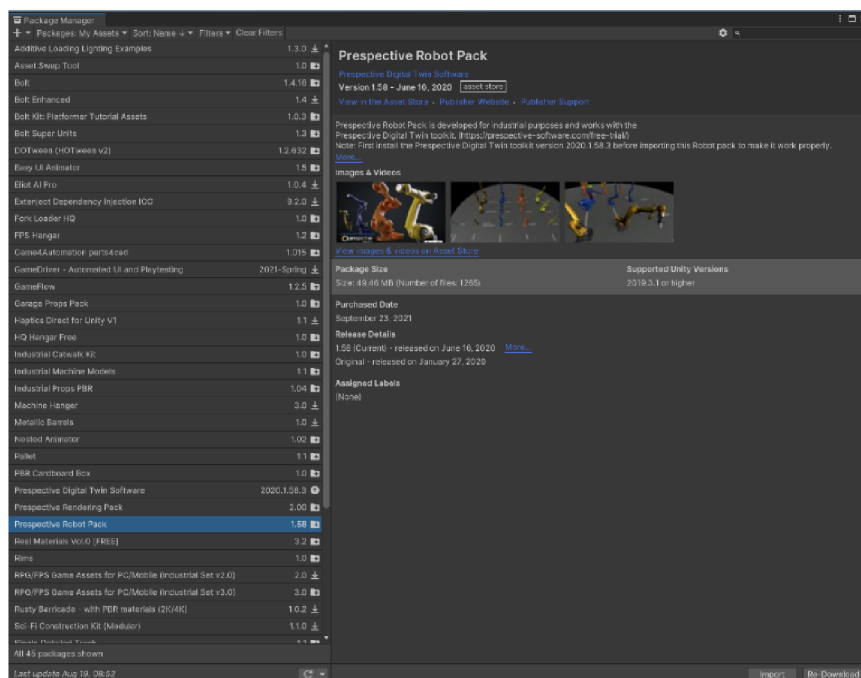 Package Manager
Packages: My Assets Sort: Name ↓ Filters Clear Filters
Additive Loading Lighting Examples 1.3.0
Asset Swap Tool 1.0
Bolt 1.4.16
Bolt Enhanced 1.4
Bolt Kit: Platformer Tutorial Assets 1.0.3
Bolt Super Units 1.3
DOTween (HOTween v2) 1.2.632
Easy UI Animator 1.5
Eliot AI Pro 1.0.4
Extenject Dependency Injection IOC 9.2.0
Fork Loader HQ 1.0
FPS Hangar 1.2
Game4Automation parts4cad 1.015
GameDriver - Automated UI and Playtesting 2021-Spring
GameFlow 1.2.5
Garage Props Pack 1.0
Haptics Direct for Unity V1 1.1
HQ Hangar Free 1.0
Industrial Catwalk Kit 1.0
Industrial Machine Models 1.1
Industrial Props PBR 1.04
Machine Hanger 3.0
Metallic Barrels 1.0
Nested Animator 1.02
Pallet 1.1
PBR Cardboard Box 1.0
Prespective Digital Twin Software 2020.1.58.3
Prespective Rendering Pack 2.00
Prespective Robot Pack 1.58
Real Materials Vol.0 [FREE] 3.2
Rims 1.0
RPG/FPS Game Assets for PC/Mobile (Industrial Set v2.0) 2.0
RPG/FPS Game Assets for PC/Mobile (Industrial Set v3.0) 3.0
Rusty Barricade - with PBR materials (2K/4K) 1.0.2
Sci-Fi Construction Kit (Modular) 1.1.0
All 45 packages shown
Last update Aug 19, 08:52
Prespective Robot Pack
Prespective Digital Twin Software
Version 1.58 - June 16, 2020 asset store
View in the Asset Store • Publisher Website • Publisher Support
Prespective Robot Pack is developed for industrial purposes and works with the
Prespective Digital Twin toolkit. (https://prespective-software.com/free-trial/)
Note: First install the Prespective Digital Twin toolkit version 2020.1.58.3 before importing this Robot pack to make it work properly.
More...
Images & Videos
View images & videos on Asset Store
Package Size Supported Unity Versions
Size: 49.46 MB (Number of files: 1265) 2019.3.1 or higher
Purchased Date
September 23, 2021
Release Details
1.58 (Current) - released on June 16, 2020 More...
Original - released on January 27, 2020
Assigned Labels
[None]
Import Re-Download